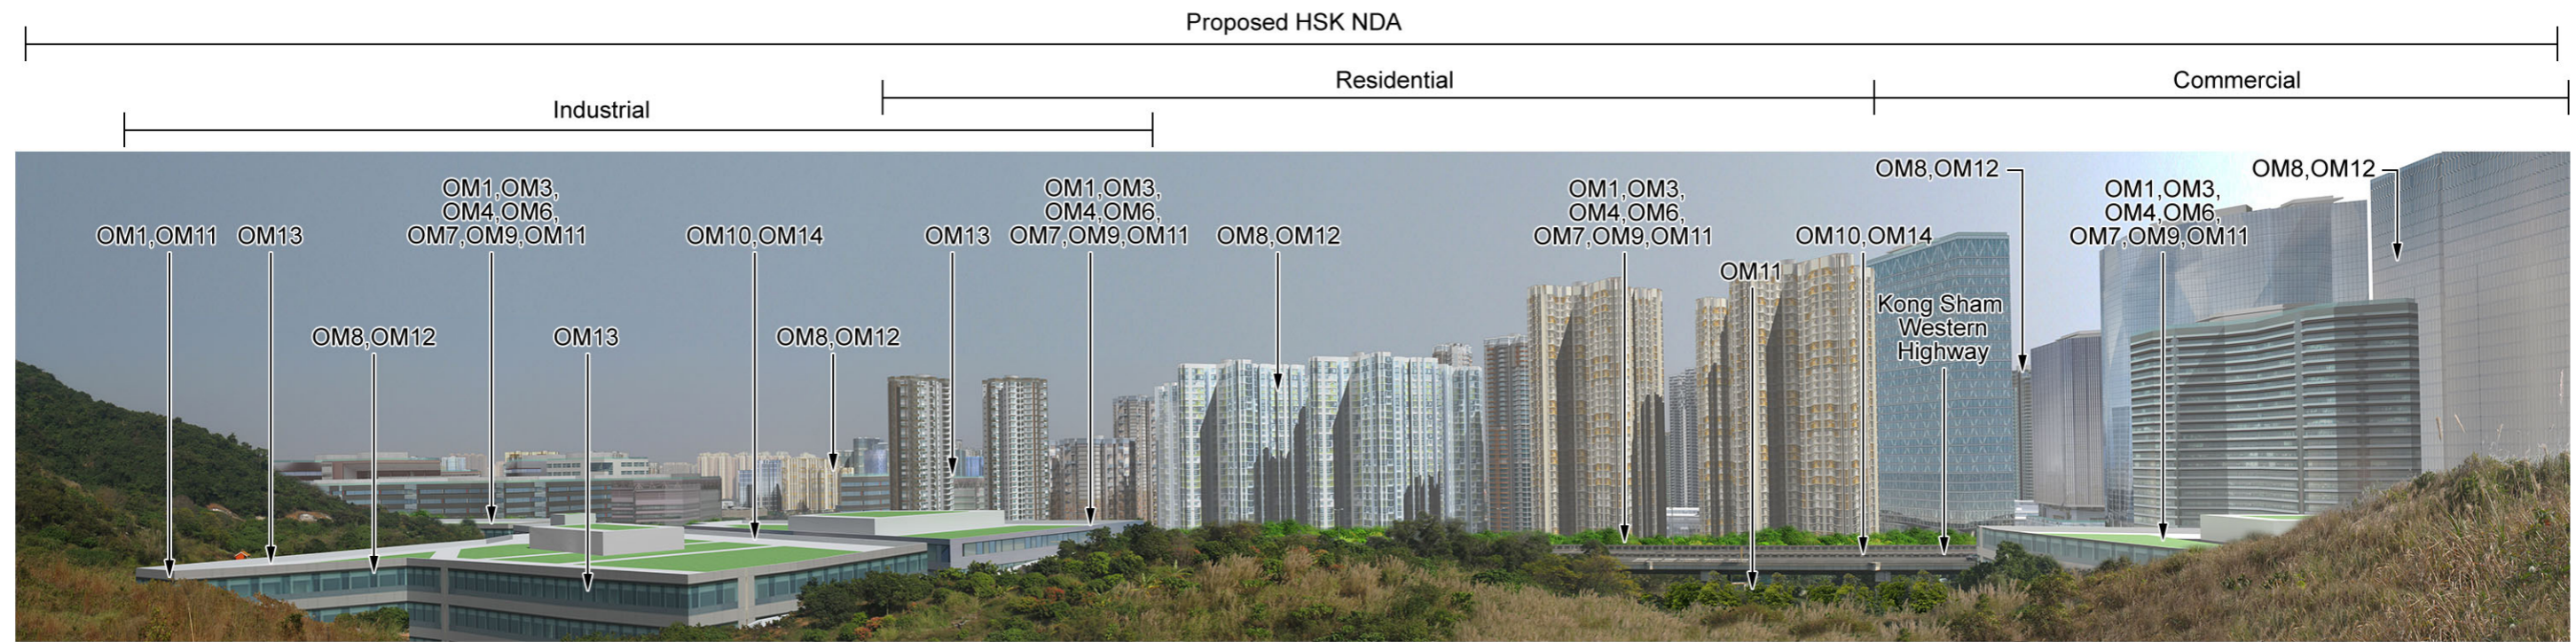 Proposed HSK NDA
Residential
Commercial
Industrial
OM1,OM11
OM13
OM8,OM12
OM1,OM3,
OM4,OM6,
OM7,OM9,OM11
OM13
OM10,OM14
OM8,OM12
OM13
OM1,OM3,
OM4,OM6,
OM7,OM9,OM11
OM8,OM12
OM1,OM3,
OM4,OM6,
OM7,OM9,OM11
OM11
OM10,OM14
Kong Sham
Western
Highway
OM8,OM12
OM1,OM3,
OM4,OM6,
OM7,OM9,OM11
OM8,OM12